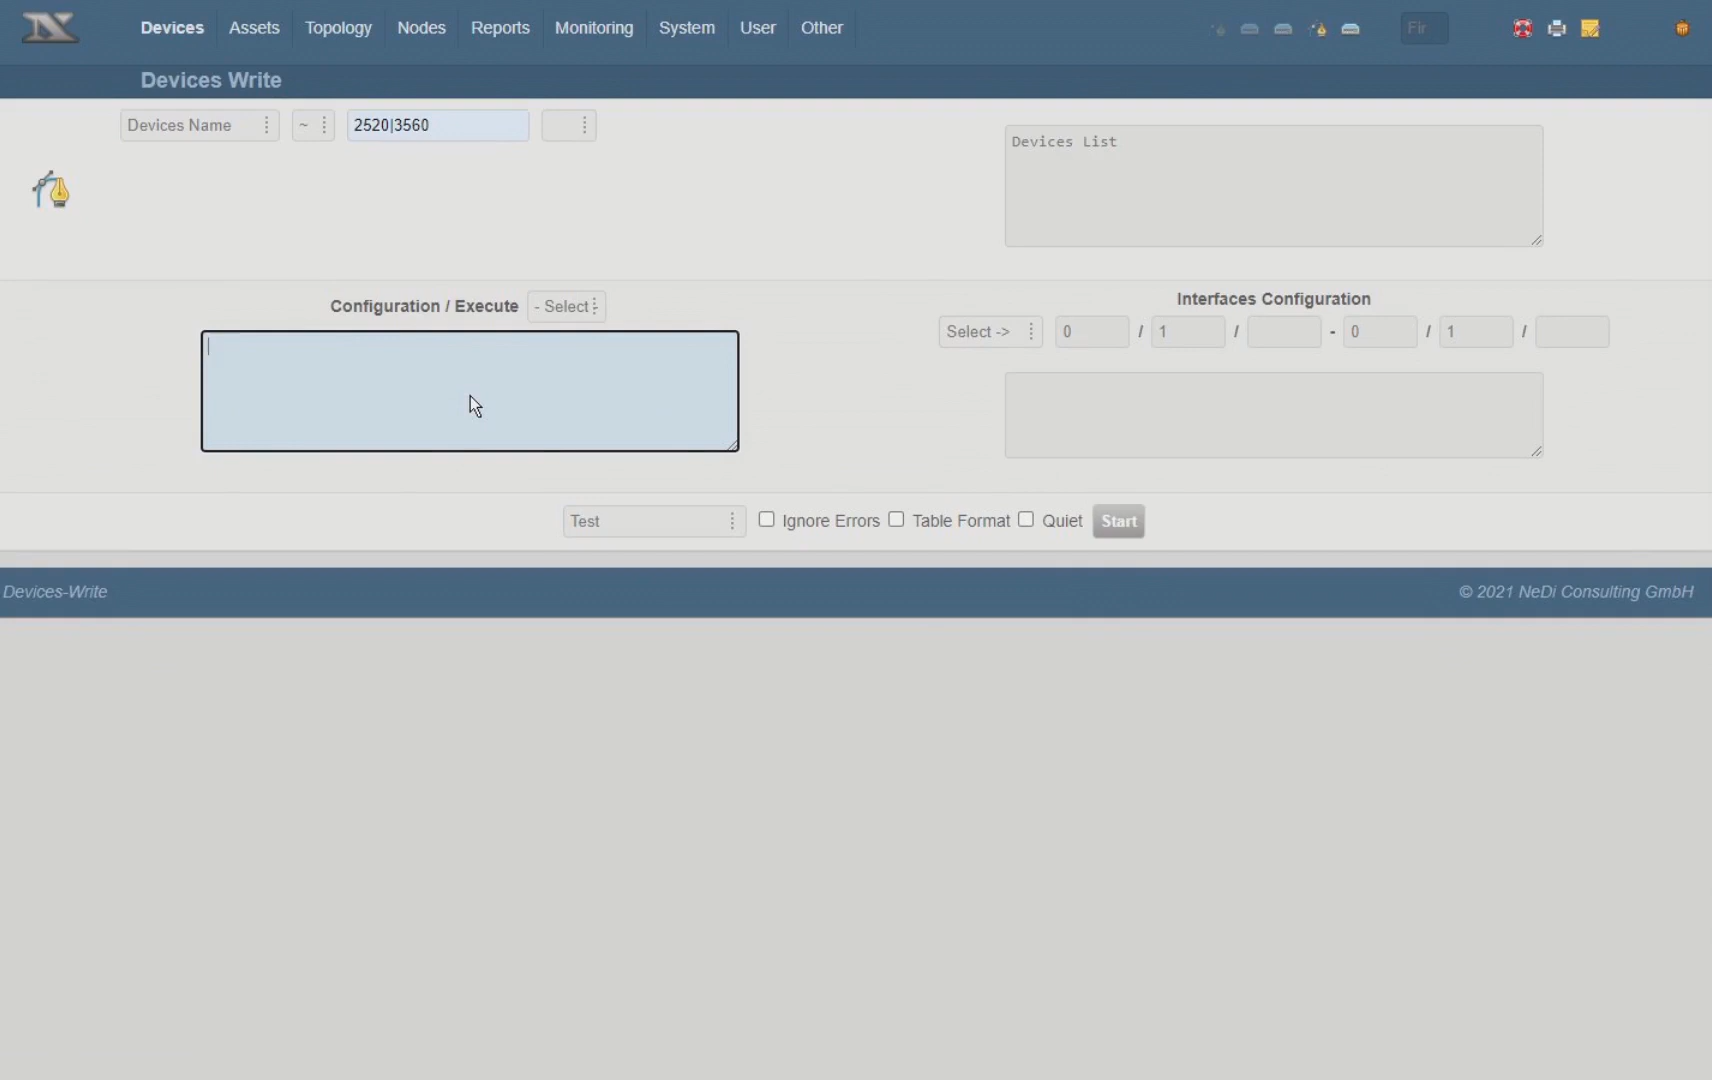 Devices Assets Topology Nodes Reports Monitoring System User Other Fir
Devices Write
Devices Name ~ 2520|3560
Devices List
Configuration / Execute - Select -
Interfaces Configuration
Select -> 0 / 1 / - 0 / 1 /
Test Ignore Errors Table Format Quiet Start
Devices-Write © 2021 NeDi Consulting GmbH